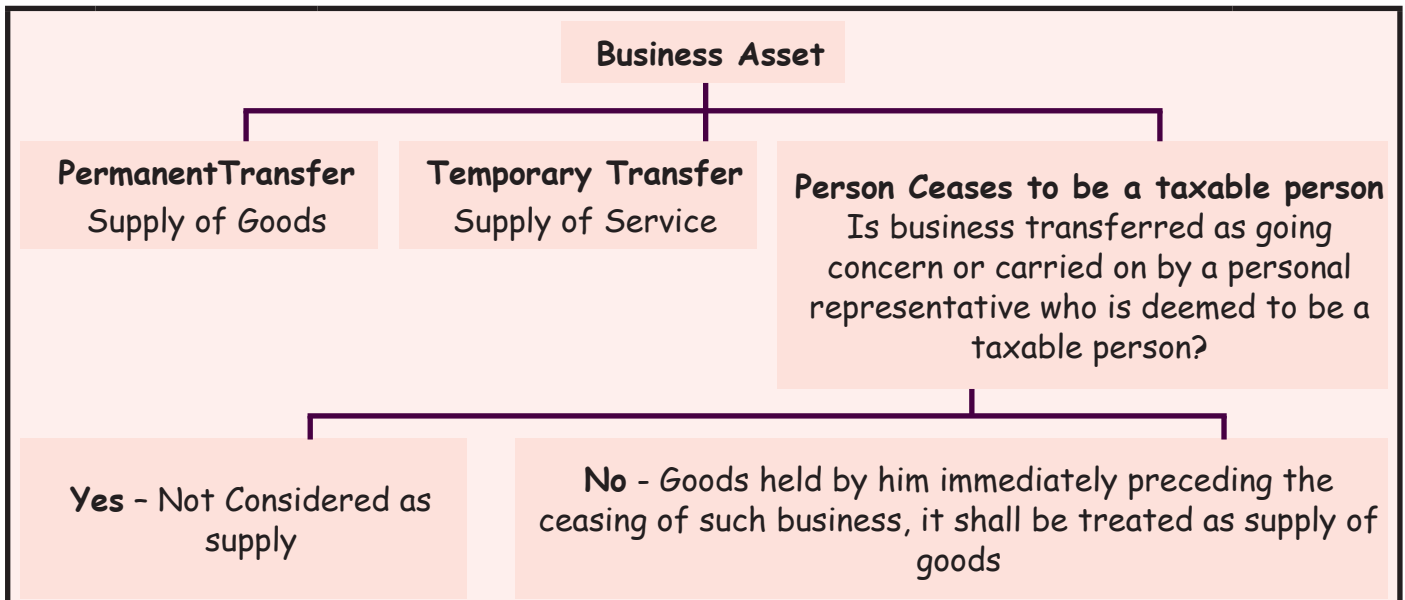 Business Asset
PermanentTransfer
Supply of Goods
Temporary Transfer
Supply of Service
Person Ceases to be a taxable person
Is business transferred as going
concern or carried on by a personal
representative who is deemed to be a
taxable person?
Yes – Not Considered as
supply
No - Goods held by him immediately preceding the
ceasing of such business, it shall be treated as supply of
goods